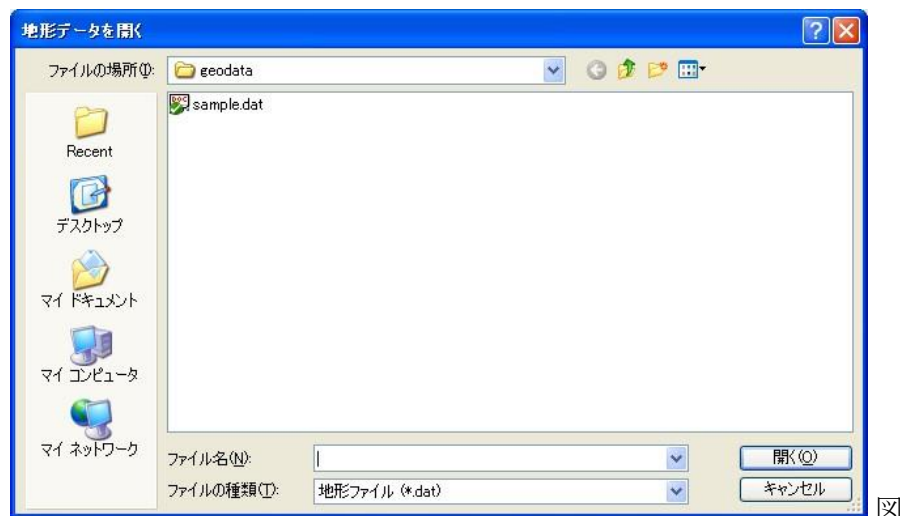 地形データを開く
ファイルの場所(I):
geodata
sample.dat
Recent
デスクトップ
マイ ドキュメント
マイ コンピュータ
マイ ネットワーク
ファイル名(N):
開く(O)
ファイルの種類(T):
地形ファイル (*.dat)
キャンセル
図